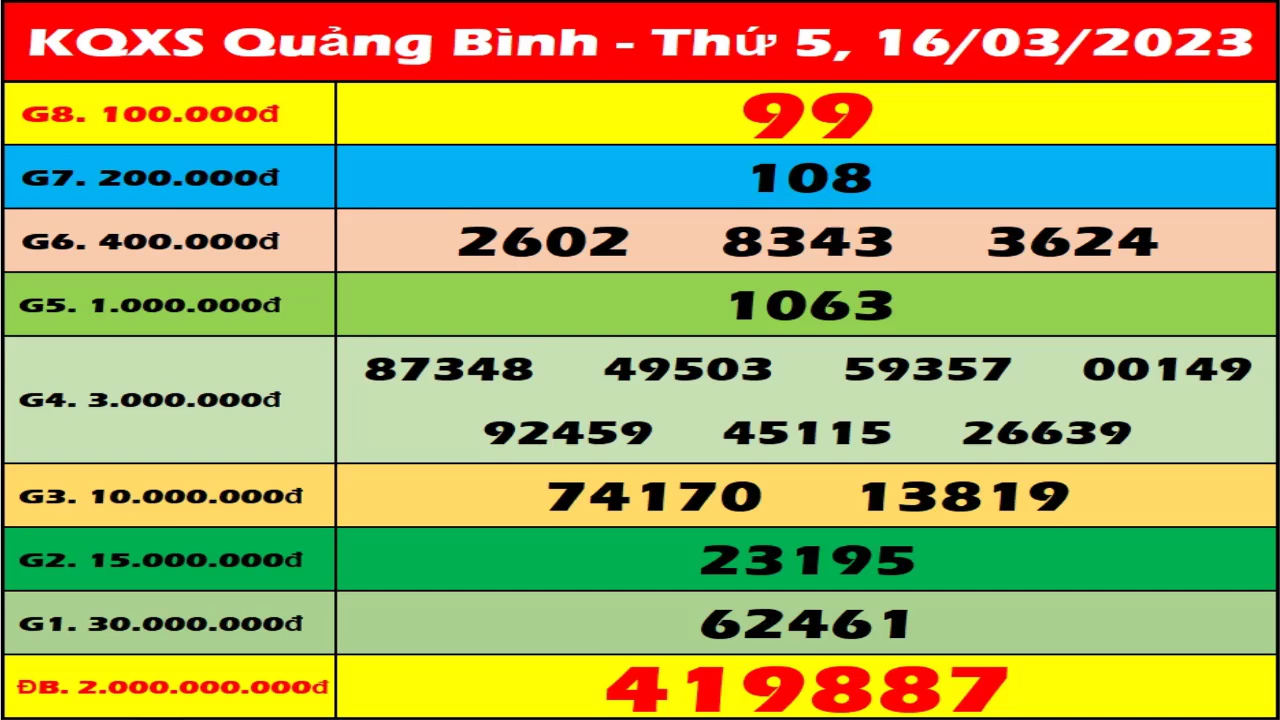 KQXS Quảng Bình - Thứ 5, 16/03/2023
G8. 100.000đ 99
G7. 200.000đ 108
G6. 400.000đ 2602 8343 3624
G5. 1.000.000đ 1063
87348 49503 59357 00149
G4. 3.000.000đ
92459 45115 26639
G3. 10.000.000đ 74170 13819
G2. 15.000.000đ 23195
G1. 30.000.000đ 62461
ĐB. 2.000.000.000đ 419887